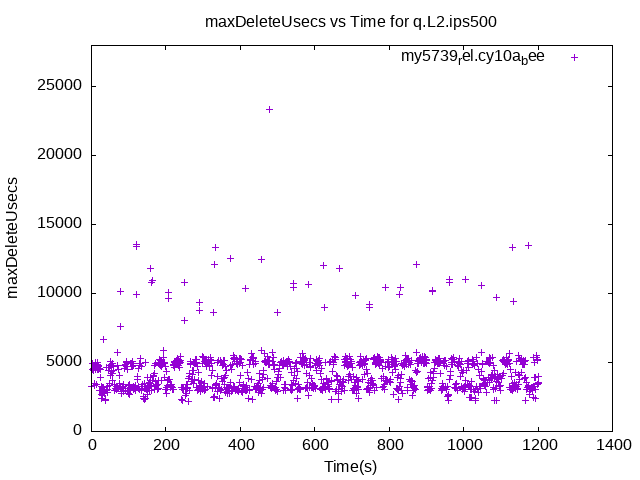 maxDeleteUsecs vs Time for q.L2.ips500
my5739rel.cy10abee
25000
20000
15000
10000
5000
0
maxDeleteUsecs
0 200 400 600 800 1000 1200 1400
Time(s)